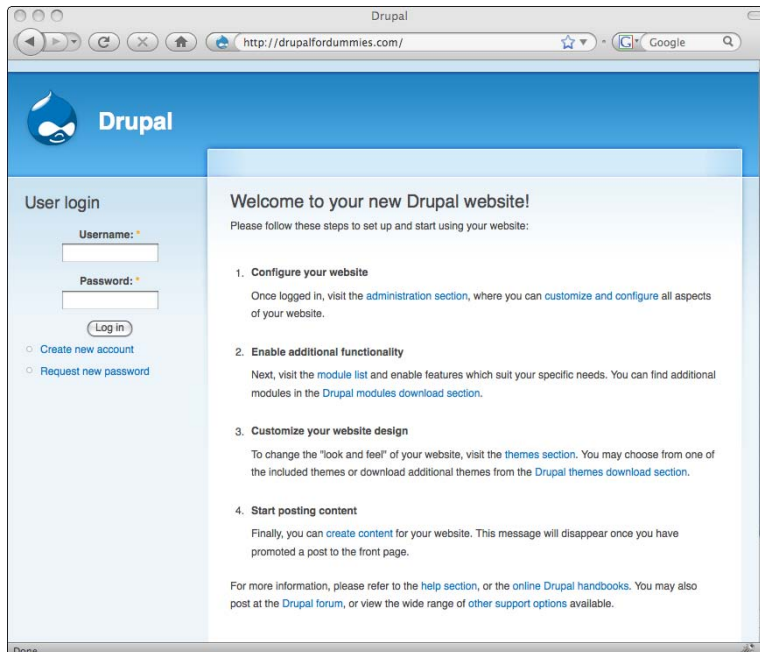 Drupal
http://drupalfordummies.com/
Google
Drupal
User login
Username: *
Password: *
Log in
Create new account
Request new password
Welcome to your new Drupal website!
Please follow these steps to set up and start using your website:
1. Configure your website
Once logged in, visit the administration section, where you can customize and configure all aspects
of your website.
2. Enable additional functionality
Next, visit the module list and enable features which suit your specific needs. You can find additional
modules in the Drupal modules download section.
3. Customize your website design
To change the "look and feel" of your website, visit the themes section. You may choose from one of
the included themes or download additional themes from the Drupal themes download section.
4. Start posting content
Finally, you can create content for your website. This message will disappear once you have
promoted a post to the front page.
For more information, please refer to the help section, or the online Drupal handbooks. You may also
post at the Drupal forum, or view the wide range of other support options available.
Done